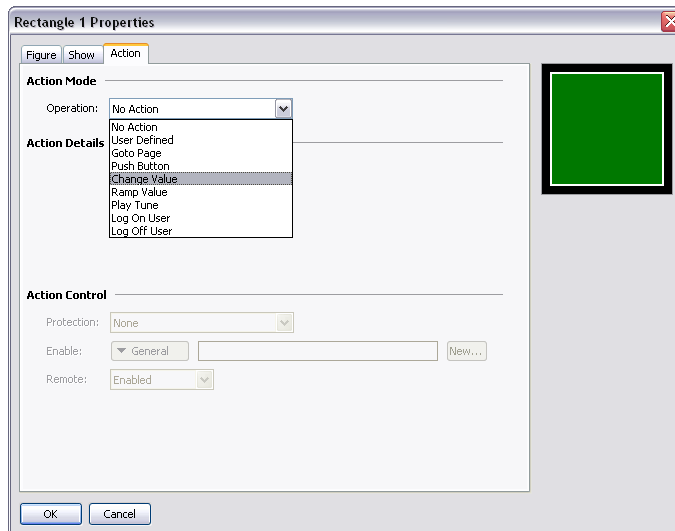 Rectangle 1 Properties
Figure Show Action
Action Mode
Operation: No Action
No Action
User Defined
Action Details
Goto Page
Push Button
Change Value
Ramp Value
Play Tune
Log On User
Log Off User
Action Control
Protection: None
Enable: General New...
Remote: Enabled
OK Cancel